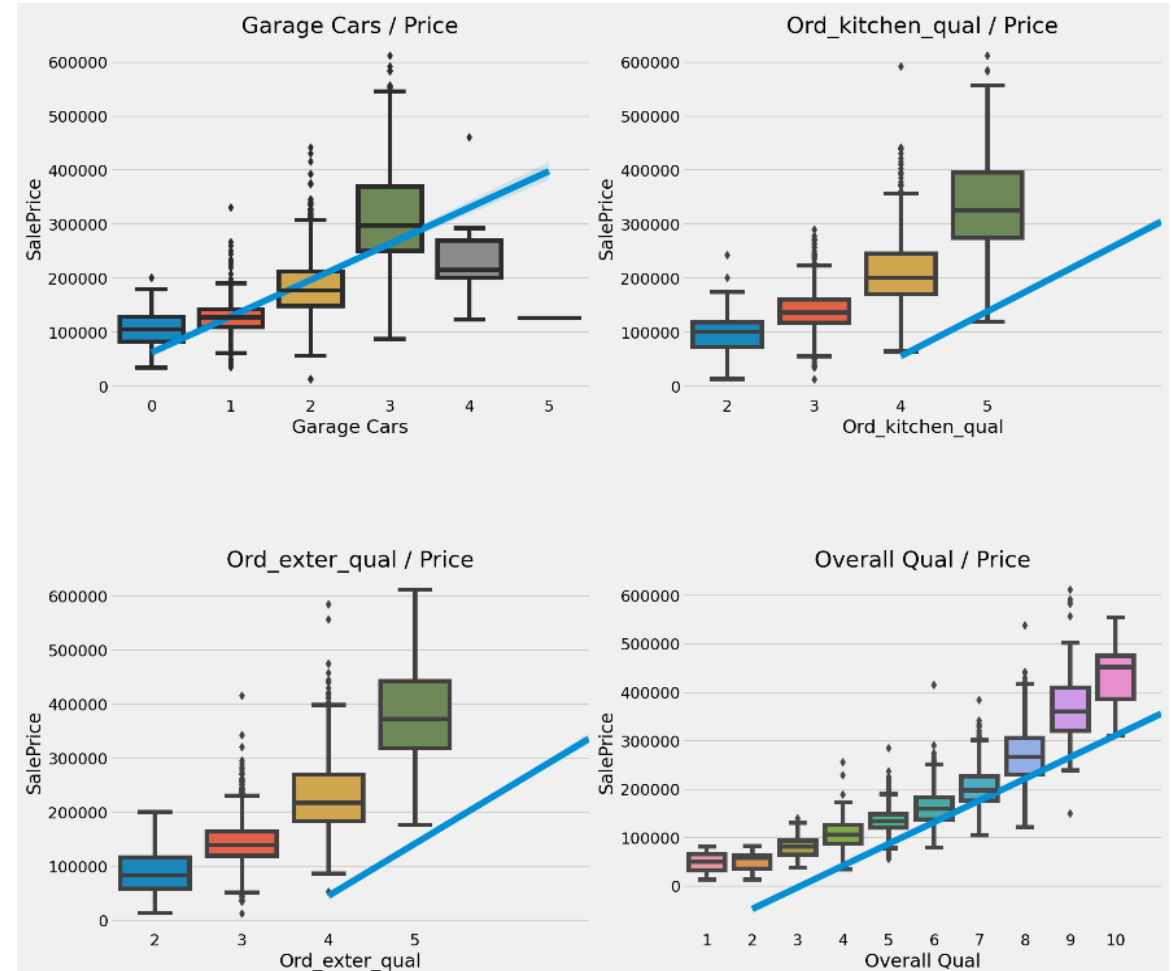 Garage Cars / Price
SalePrice
600000
500000
400000
300000
200000
100000
0
0 1 2 3 4 5
Garage Cars
Ord_kitchen_qual / Price
SalePrice
600000
500000
400000
300000
200000
100000
0
2 3 4 5
Ord_kitchen_qual
Ord_exter_qual / Price
SalePrice
600000
500000
400000
300000
200000
100000
0
2 3 4 5
Ord_exter_qual
Overall Qual / Price
SalePrice
600000
500000
400000
300000
200000
100000
0
1 2 3 4 5 6 7 8 9 10
Overall Qual